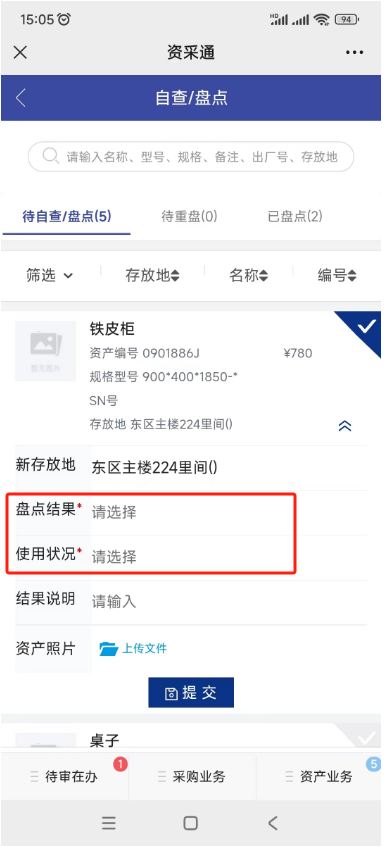 15:05 HD 94
资采通
自查/盘点
请输入名称、型号、规格、备注、出厂号、存放地
待自查/盘点(5) 待重盘(0) 已盘点(2)
筛选 存放地 名称 编号
铁皮柜
资产编号 0901886J ¥780
规格型号 900*400*1850-*
SN号
存放地 东区主楼224里间()
暂无图片
新存放地 东区主楼224里间()
盘点结果* 请选择
使用状况* 请选择
结果说明 请输入
资产照片 上传文件
提交
桌子
待审在办 1 采购业务 资产业务 5